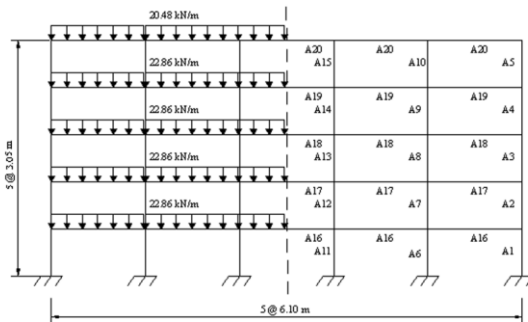 20.48 kN/m
A20 A20 A20
A15 A10 A5
22.86 kN/m
A19 A19 A19
A14 A9 A4
22.86 kN/m
A18 A18 A18
A13 A8 A3
22.86 kN/m
A17 A17 A17
A12 A7 A2
22.86 kN/m
A16 A16 A16
A11 A6 A1
5 @ 3.05 m
5 @ 6.10 m